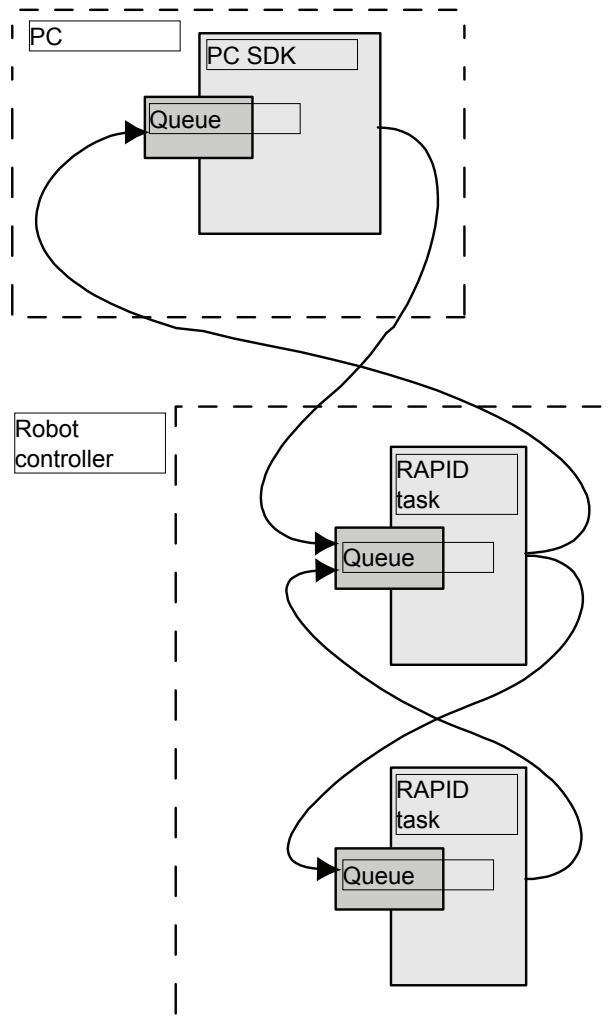 PC
PC SDK
Queue
Robot
controller
RAPID
task
Queue
RAPID
task
Queue